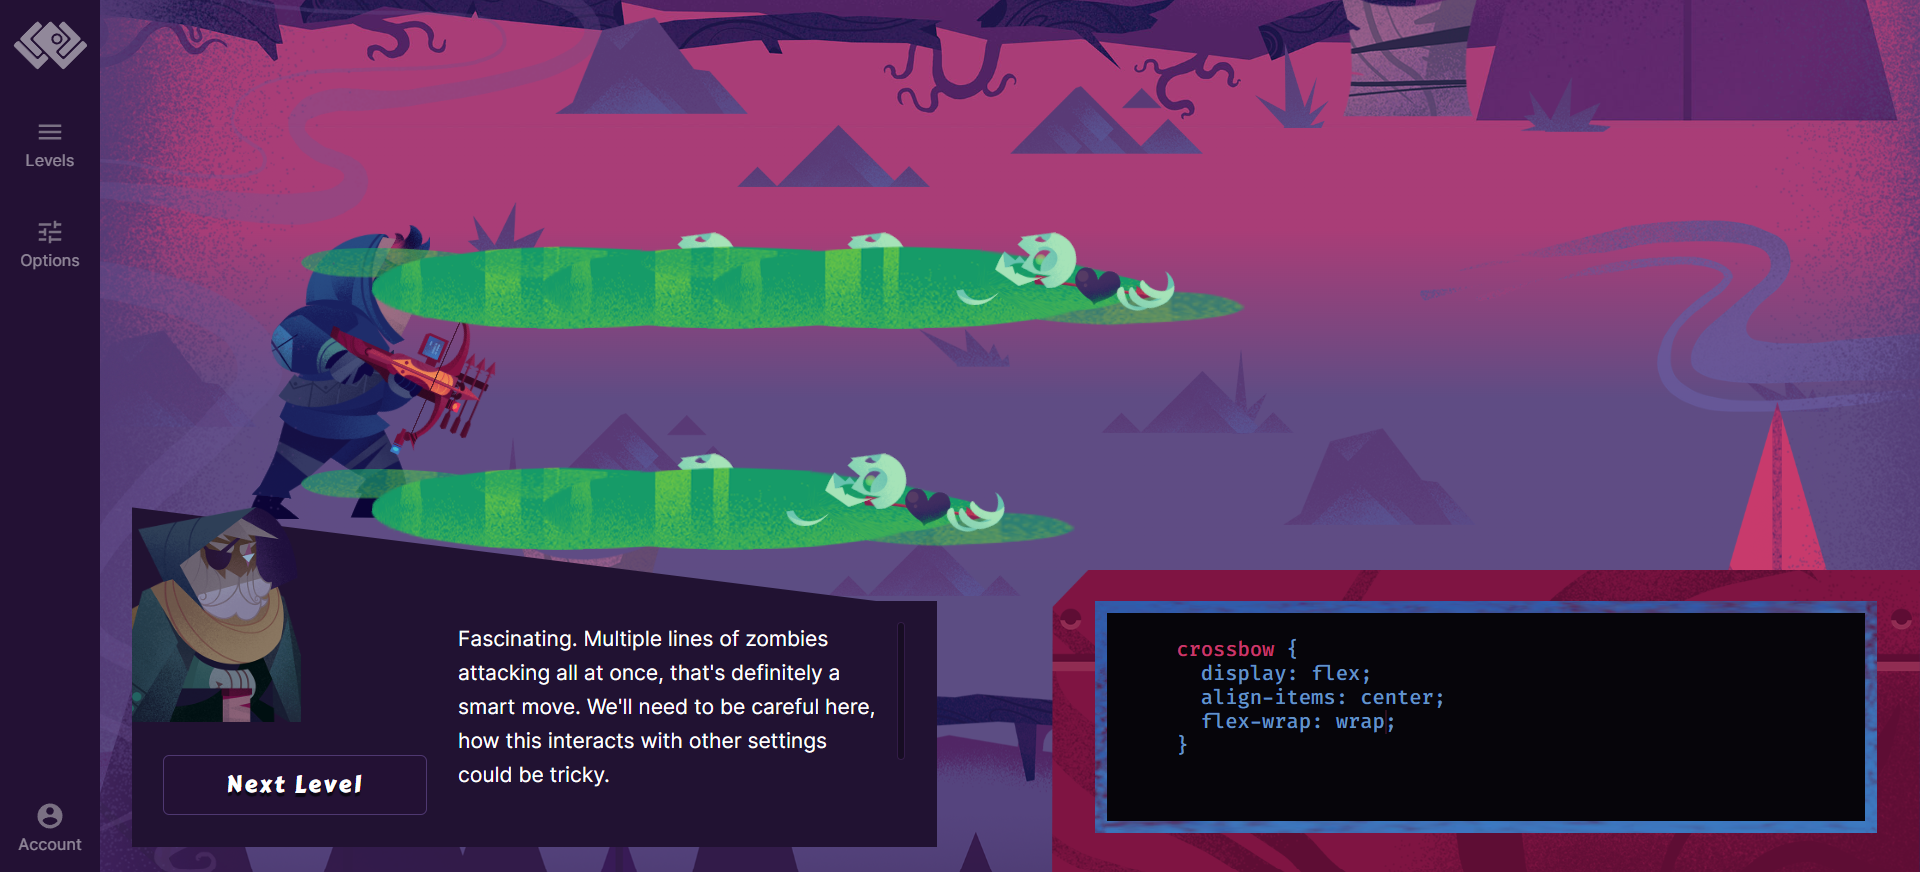 Levels
Options
Account
Fascinating. Multiple lines of zombies
attacking all at once, that's definitely a
smart move. We'll need to be careful here,
how this interacts with other settings
could be tricky.
Next Level
crossbow {
  display: flex;
  align-items: center;
  flex-wrap: wrap;
}